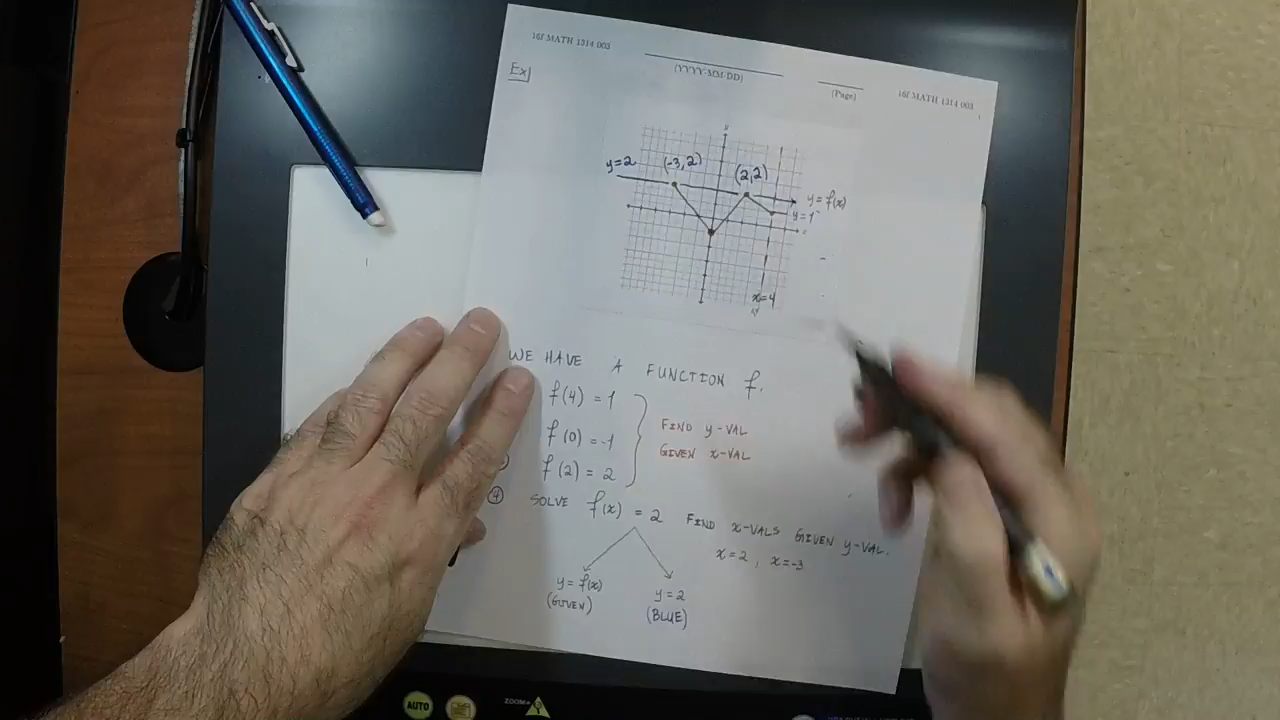 16f MATH 1314 003
(YYYY-MM-DD)
(Page)
16f MATH 1314 003
Ex
y=2
(-3,2)
(2,2)
y = f(x)
y=1
x=4
WE HAVE A FUNCTION f.
f(4) = 1
f(0) = -1
f(2) = 2
FIND y-VAL
GIVEN x-VAL
④ SOLVE f(x) = 2 FIND x-VALS GIVEN y-VAL.
x=2, x=-3
y = f(x)
(GIVEN)
y=2
(BLUE)
AUTO
ZOOM